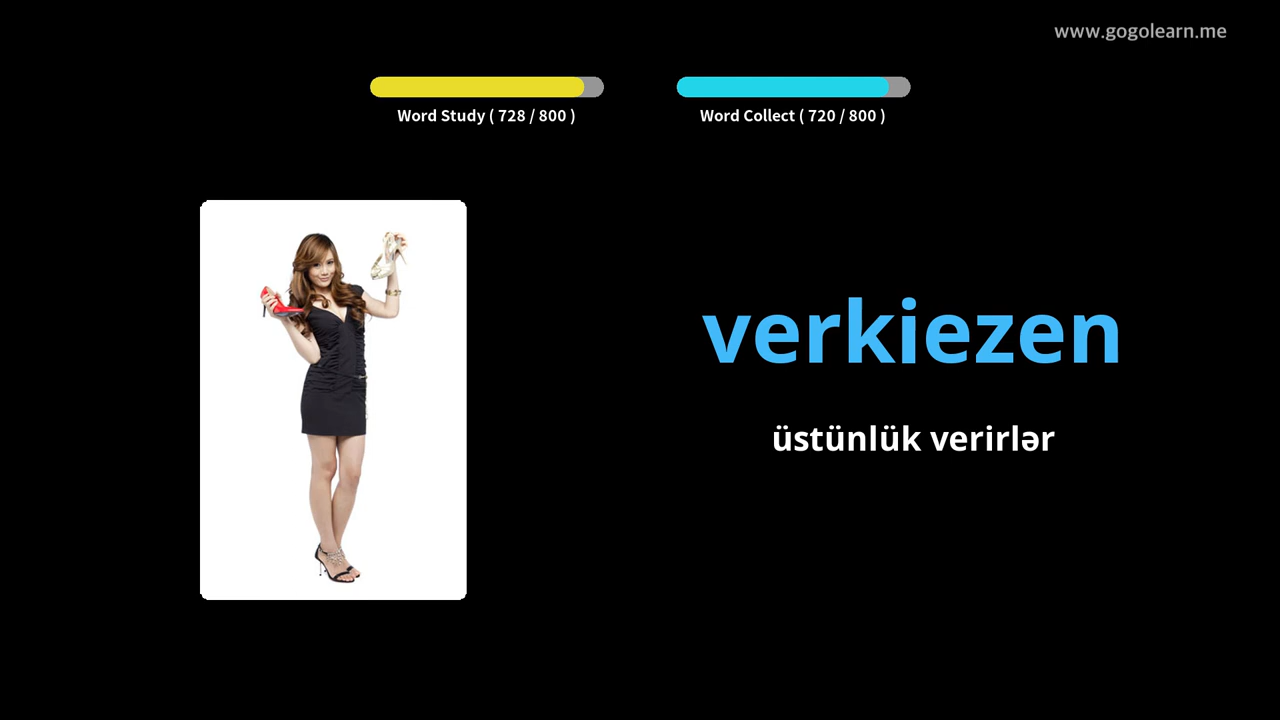 www.gogolearn.me
Word Study ( 728 / 800 )
Word Collect ( 720 / 800 )
verkiezen
üstünlük verirlər